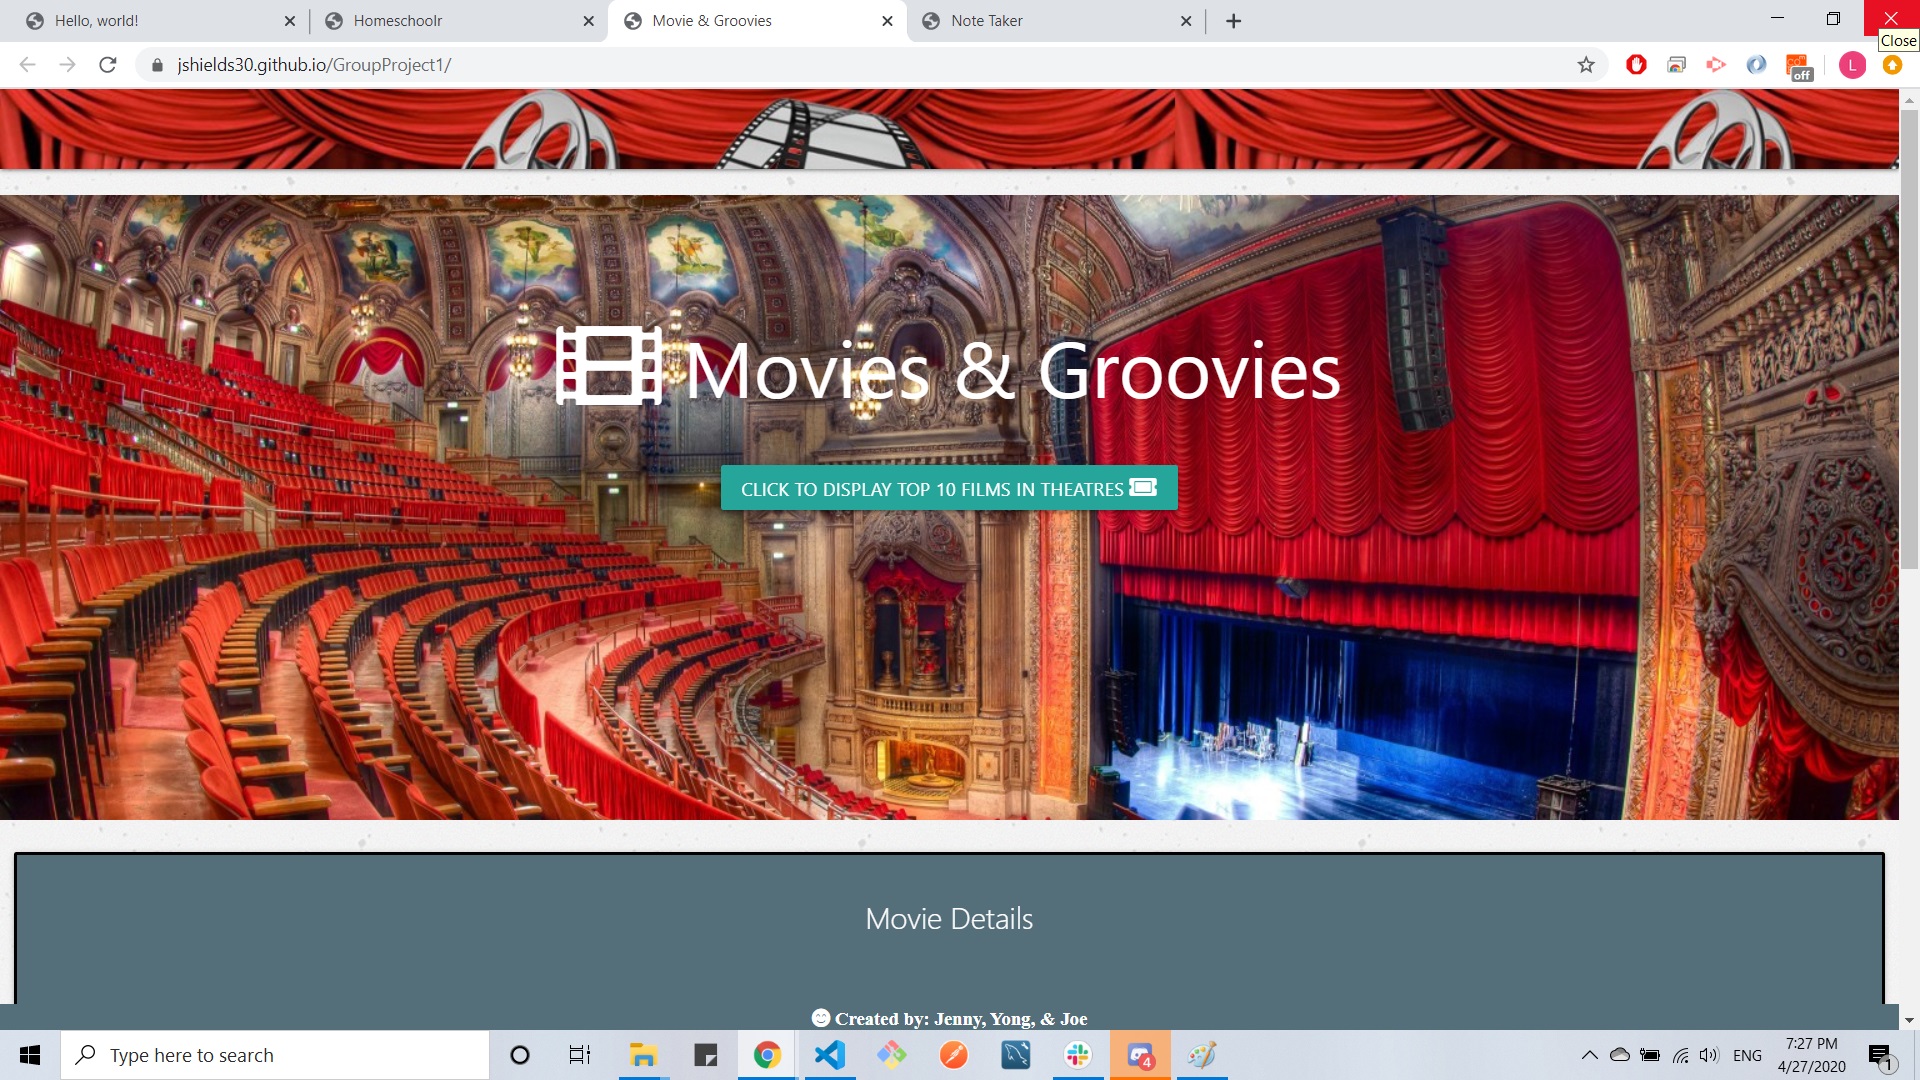 Hello, world!
Homeschoolr
Movie & Groovies
Note Taker
Close
jshields30.github.io/GroupProject1/
off
L
Movies & Groovies
CLICK TO DISPLAY TOP 10 FILMS IN THEATRES
Movie Details
Created by: Jenny, Yong, & Joe
Type here to search
4
ENG
7:27 PM
4/27/2020
1